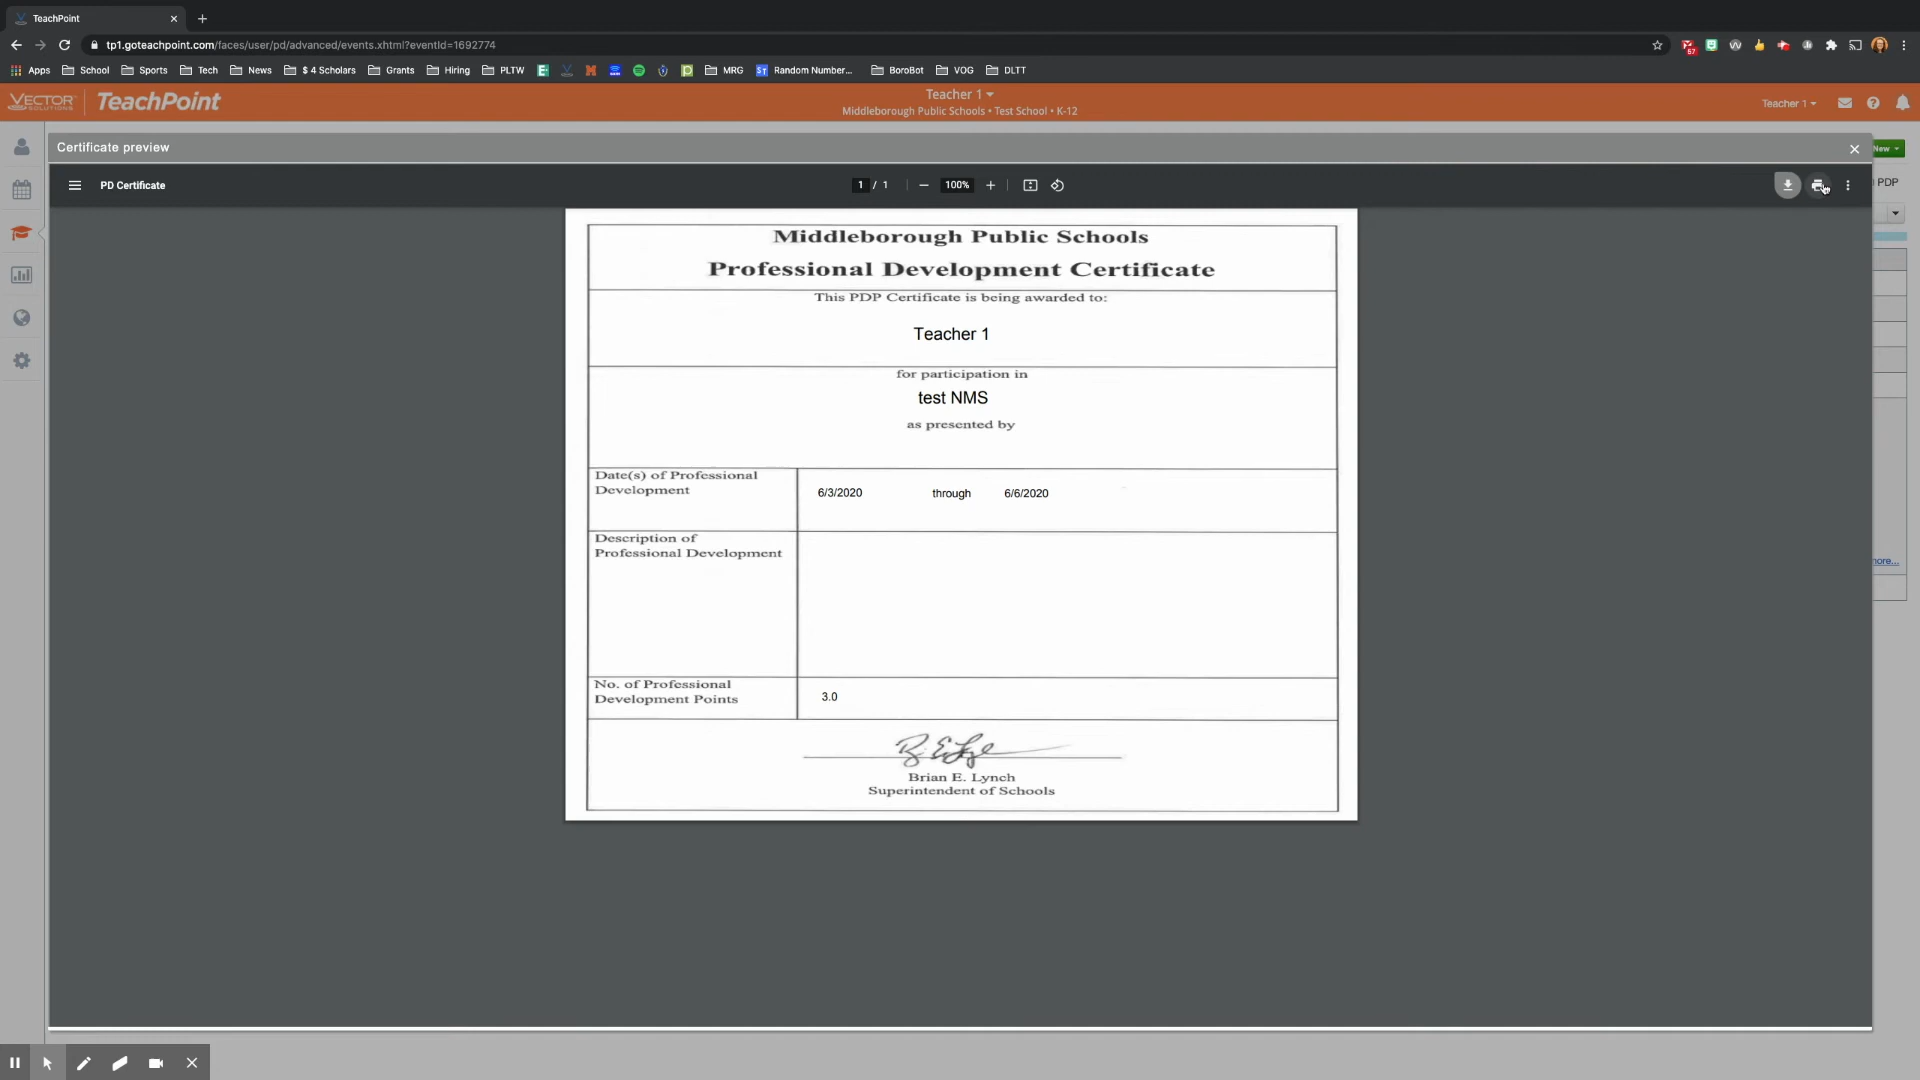 TeachPoint
tp1.goteachpoint.com/faces/user/pd/advanced/events.xhtml?eventId=1692774
57
Apps School Sports Tech News $ 4 Scholars Grants Hiring PLTW MRG ST Random Number... BoroBot VOG DLTT
VECTOR SOLUTIONS TeachPoint
Teacher 1
Middleborough Public Schools • Test School • K-12
Teacher 1
Certificate preview
New
PDP
PD Certificate
1 / 1
100%
Middleborough Public Schools
Professional Development Certificate
This PDP Certificate is being awarded to:
Teacher 1
for participation in
test NMS
as presented by
Date(s) of Professional
Development
6/3/2020 through 6/6/2020
Description of
Professional Development
more...
No. of Professional
Development Points
3.0
Brian E. Lynch
Superintendent of Schools